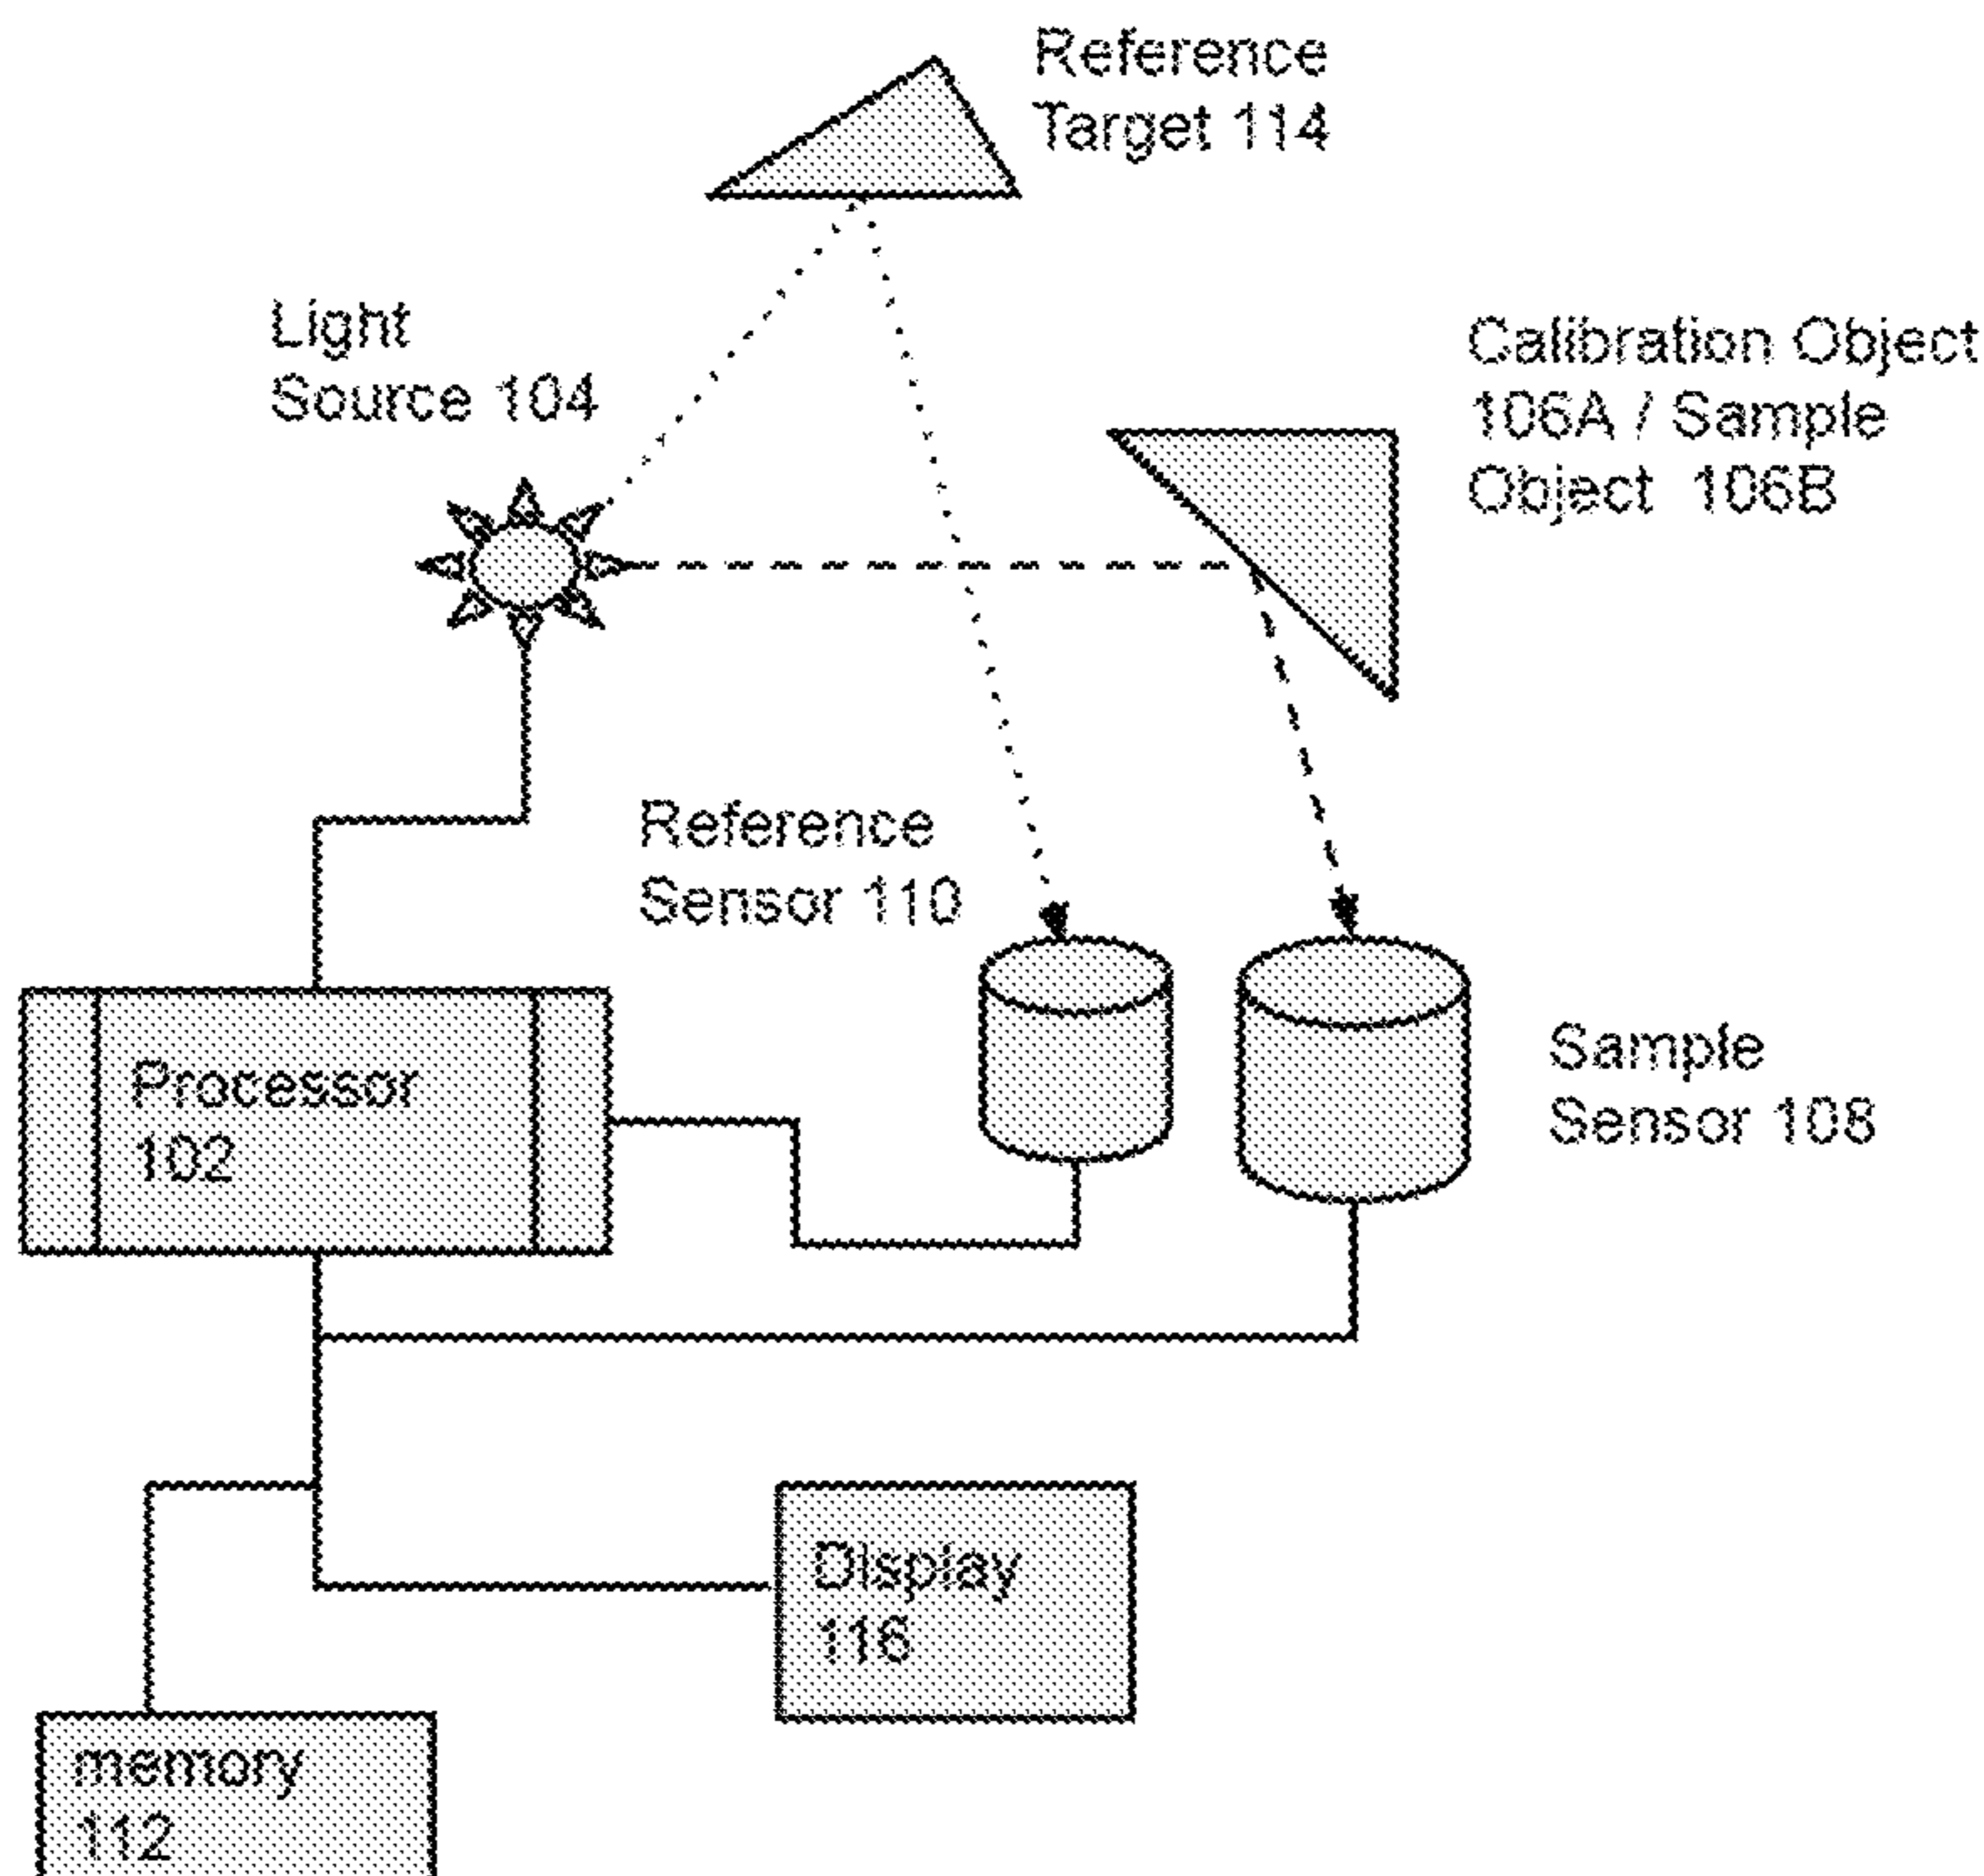 Reference
Target 114
Light
Source 104
Calibration Object
106A / Sample
Object 106B
Reference
Sensor 110
Sample
Sensor 108
Processor
102
Display
116
memory
112